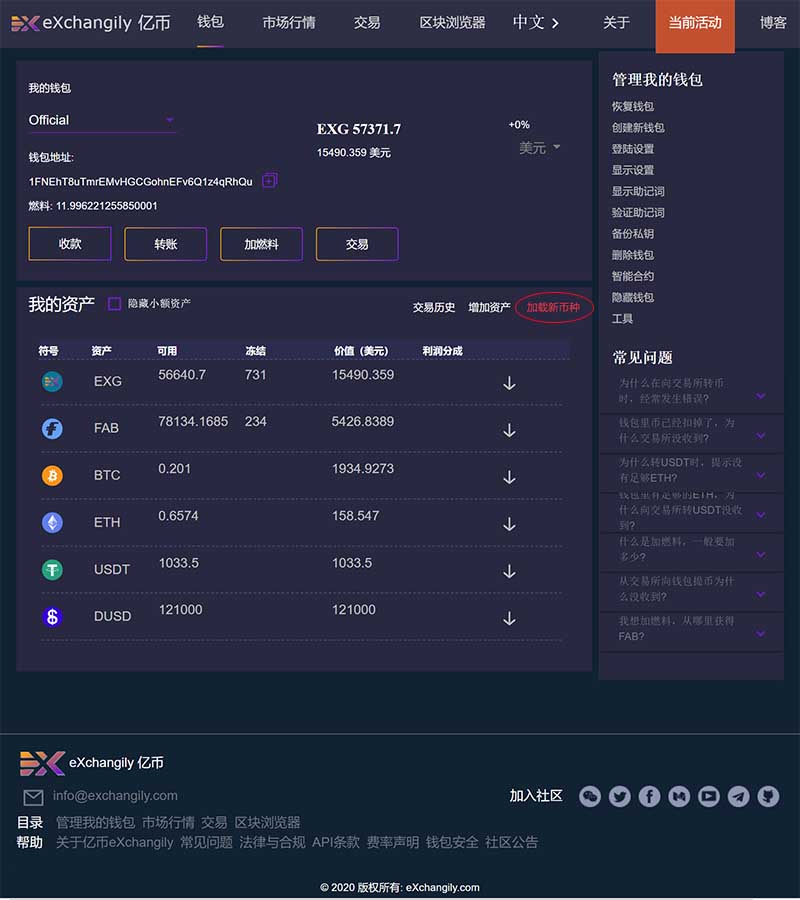 eXchangily 亿币 钱包 市场行情 交易 区块浏览器 中文 关于 当前活动 博客
我的钱包
Official
EXG 57371.7
+0%
15490.359 美元
美元
钱包地址:
1FNEhT8uTmrEMvHGCGohnEFv6Q1z4qRhQu
燃料: 11.996221255850001
收款 转账 加燃料 交易
我的资产 隐藏小额资产 交易历史 增加资产 加载新币种
符号 资产 可用 冻结 价值（美元） 利润分成
EXG 56640.7 731 15490.359
FAB 78134.1685 234 5426.8389
BTC 0.201 1934.9273
ETH 0.6574 158.547
USDT 1033.5 1033.5
DUSD 121000 121000
管理我的钱包
恢复钱包
创建新钱包
登陆设置
显示设置
显示助记词
验证助记词
备份私钥
删除钱包
智能合约
隐藏钱包
工具
常见问题
为什么在向交易所转币
时，经常发生错误?
钱包里币已经扣掉了，为
什么交易所没收到?
为什么转USDT时，提示没
有足够ETH?
钱包里有足够的ETH，为
什么向交易所转USDT没收
到?
什么是加燃料，一般要加
多少?
从交易所向钱包提币为什
么没收到?
我想加燃料，从哪里获得
FAB?
eXchangily 亿币
info@exchangily.com
加入社区
目录 管理我的钱包 市场行情 交易 区块浏览器
帮助 关于亿币eXchangily 常见问题 法律与合规 API条款 费率声明 钱包安全 社区公告
© 2020 版权所有: eXchangily.com